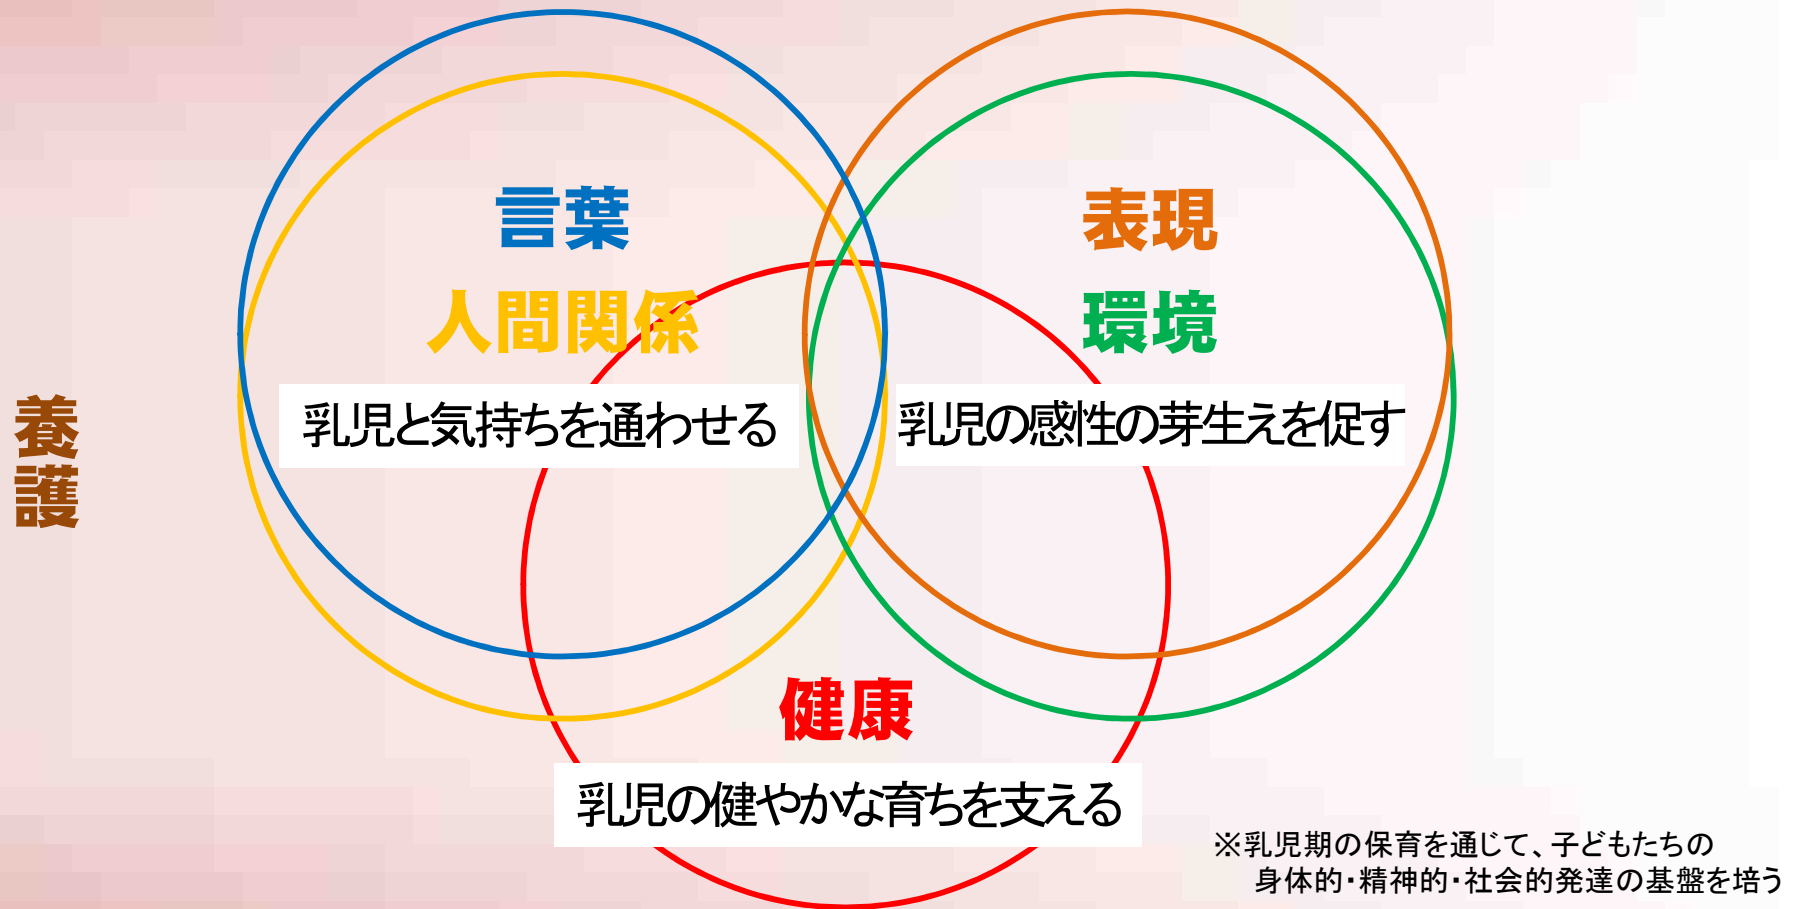 言葉
表現
人間関係
環境
乳児と気持ちを通わせる
乳児の感性の芽生えを促す
養護
健康
乳児の健やかな育ちを支える
※乳児期の保育を通じて、子どもたちの
身体的・精神的・社会的発達の基盤を培う